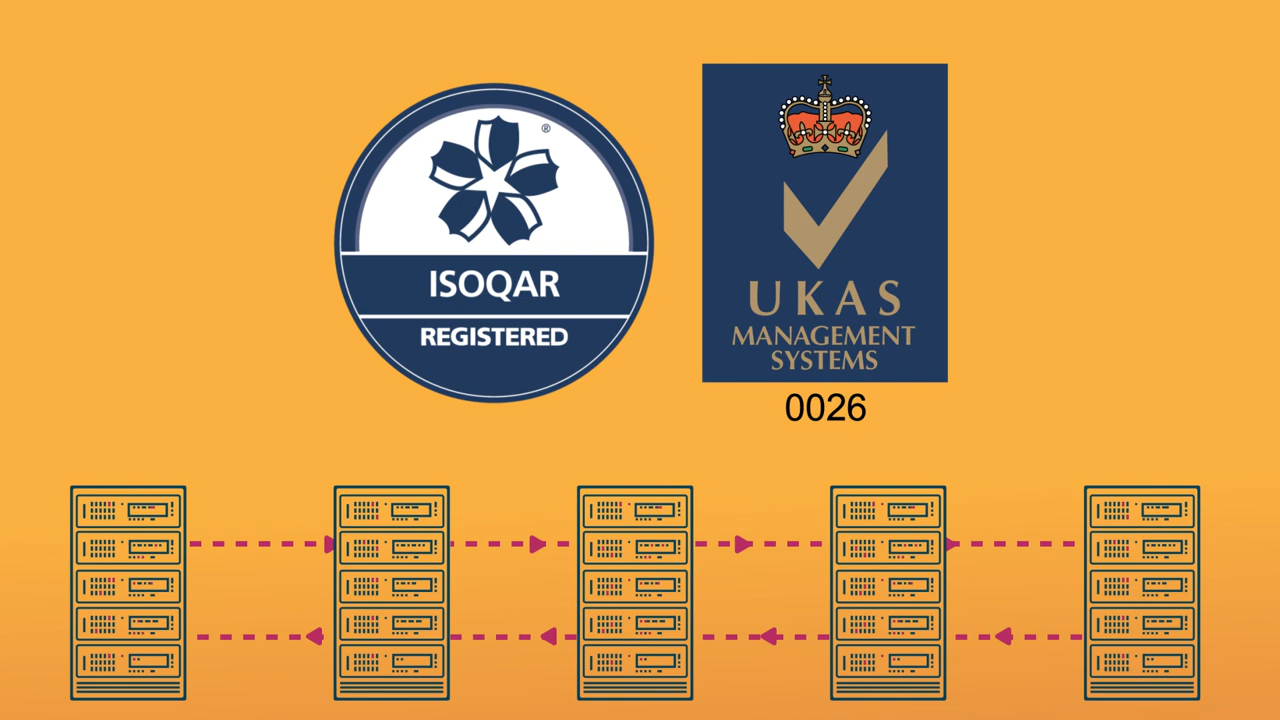 ®
ISOQAR
REGISTERED
UKAS
MANAGEMENT
SYSTEMS
0026